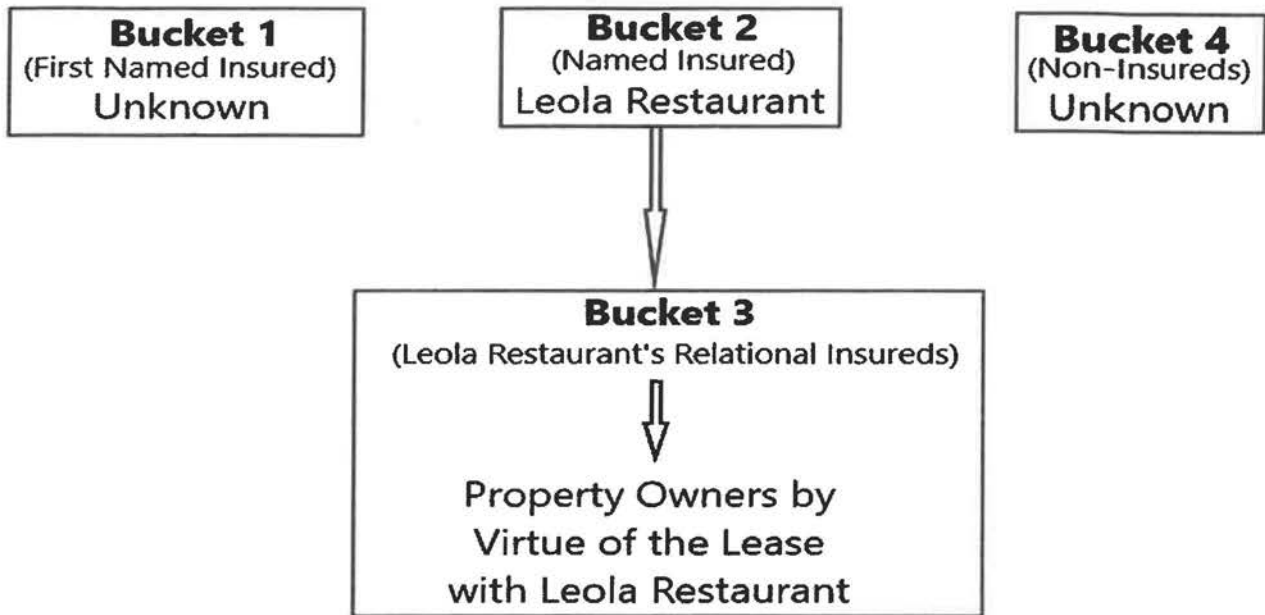 Bucket 1
(First Named Insured)
Unknown
Bucket 2
(Named Insured)
Leola Restaurant
Bucket 4
(Non-Insureds)
Unknown
Bucket 3
(Leola Restaurant's Relational Insureds)
Property Owners by
Virtue of the Lease
with Leola Restaurant